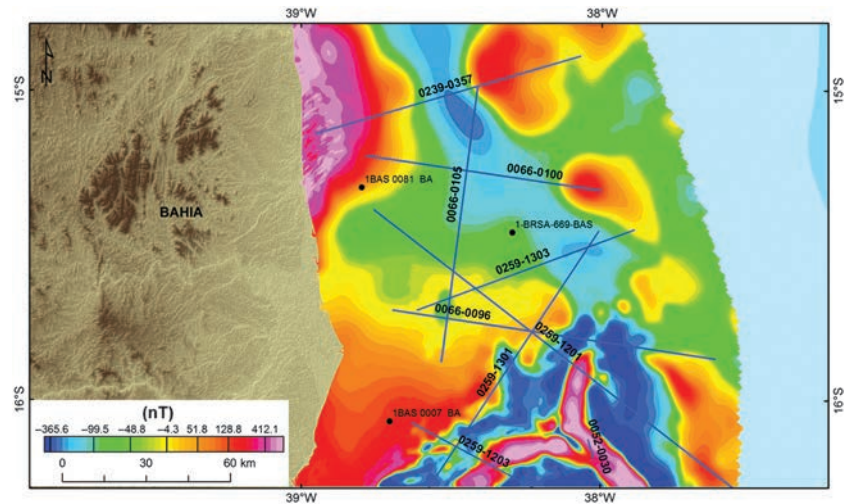 39°W
38°W
15°S
15°S
0239-0357
0066-0100
1BAS 0081 BA
0066-0105
BAHIA
1-BRSA-669-BAS
0259-1303
0066-0096
0259-1201
0259-1301
16°S
16°S
(nT)
1BAS 0007 BA
−365.6 −99.5 −48.8 −4.3 51.8 128.8 412.1
0052-0030
0259-1203
0 30 60 km
39°W
38°W
N